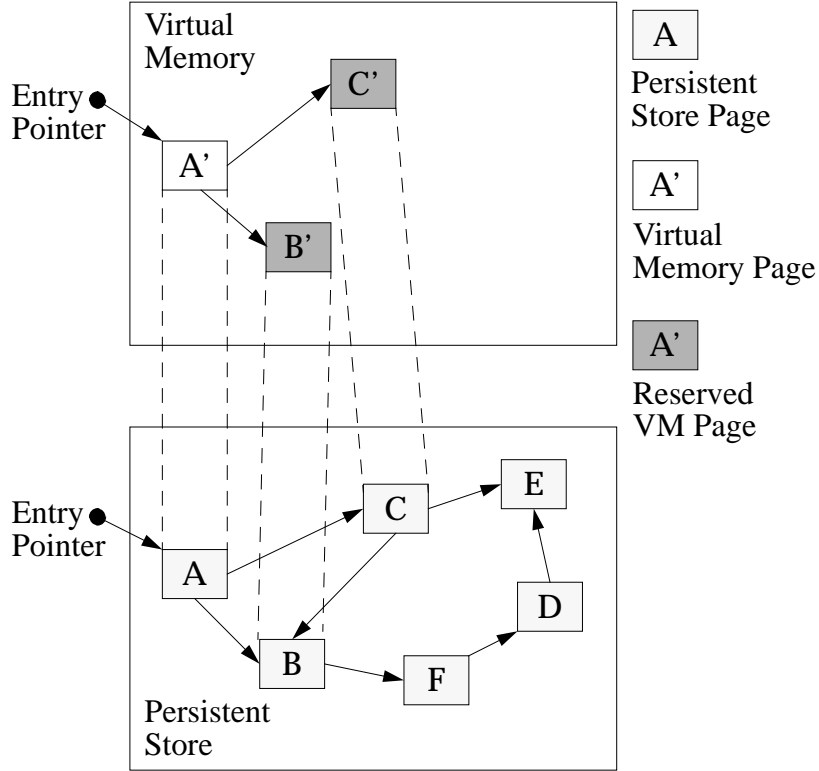 Virtual
Memory
Entry
Pointer
C’
A’
B’
A
Persistent
Store Page
A’
Virtual
Memory Page
A’
Reserved
VM Page
Entry
Pointer
E
C
A
D
B
F
Persistent
Store